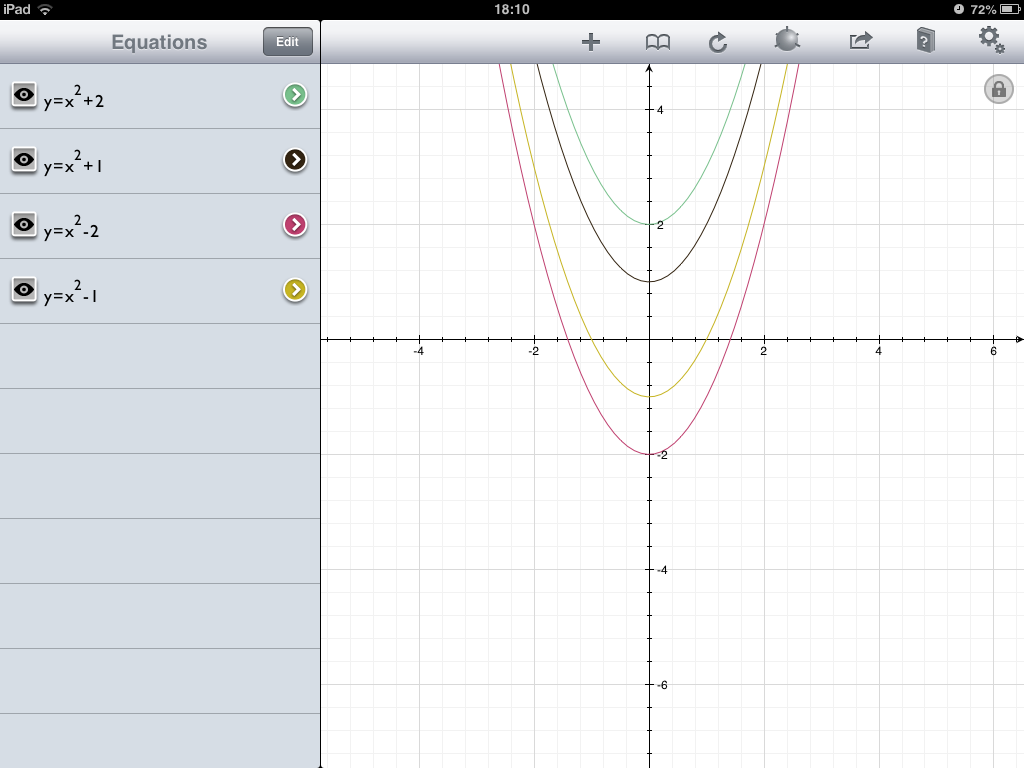 iPad 18:10 72%
Equations Edit
y=x²+2
y=x²+1
y=x²-2
y=x²-1
4
2
-4 -2 2 4 6
-2
-4
-6